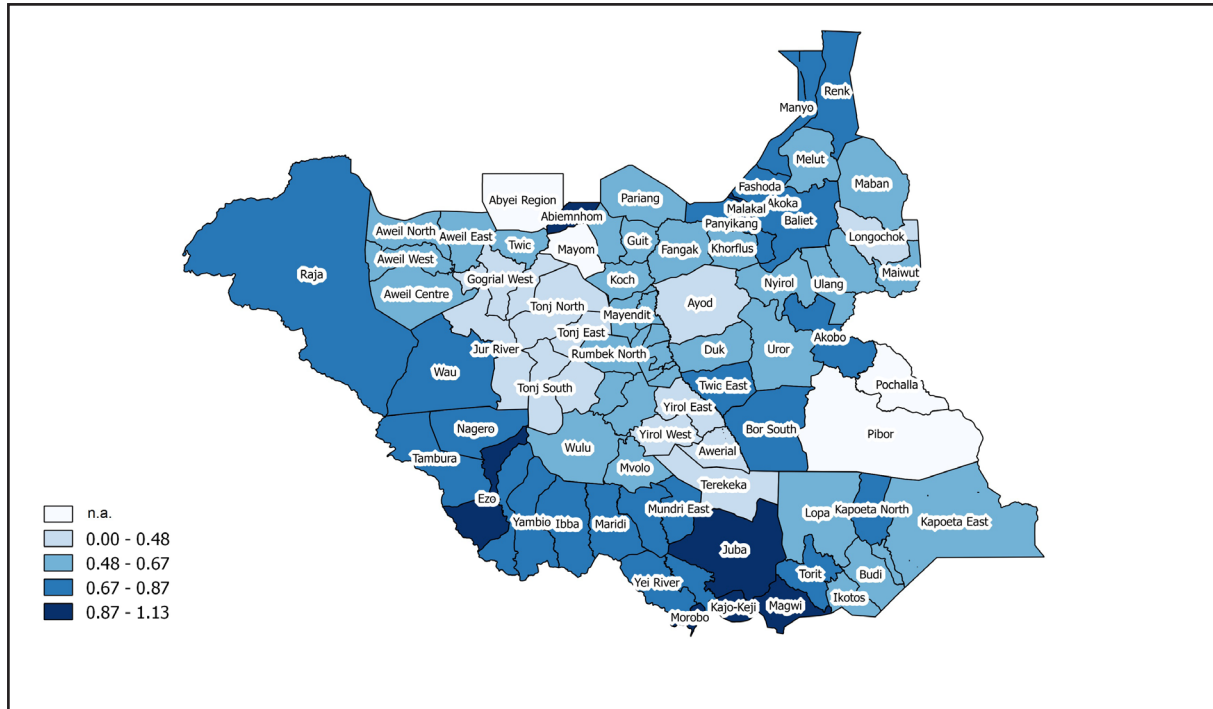 Renk
Manyo
Melut
Maban
Fashoda
Abyei Region
Pariang
Malakal
Akoka
Abiemnhom
Panyikang
Baliet
Aweil North
Aweil East
Twic
Mayom
Guit
Fangak
Khorflus
Longochok
Aweil West
Raja
Gogrial West
Koch
Nyirol
Ulang
Maiwut
Aweil Centre
Tonj North
Mayendit
Ayod
Tonj East
Akobo
Jur River
Rumbek North
Duk
Uror
Wau
Twic East
Pochalla
Tonj South
Yirol East
Nagero
Yirol West
Bor South
Pibor
Wulu
Awerial
Tambura
Mvolo
Terekeka
Ezo
Mundri East
Lopa
Kapoeta North
Kapoeta East
Yambio
Ibba
Maridi
Juba
Yei River
Torit
Budi
Ikotos
Morobo
Kajo-Keji
Magwi
n.a.
0.00 - 0.48
0.48 - 0.67
0.67 - 0.87
0.87 - 1.13